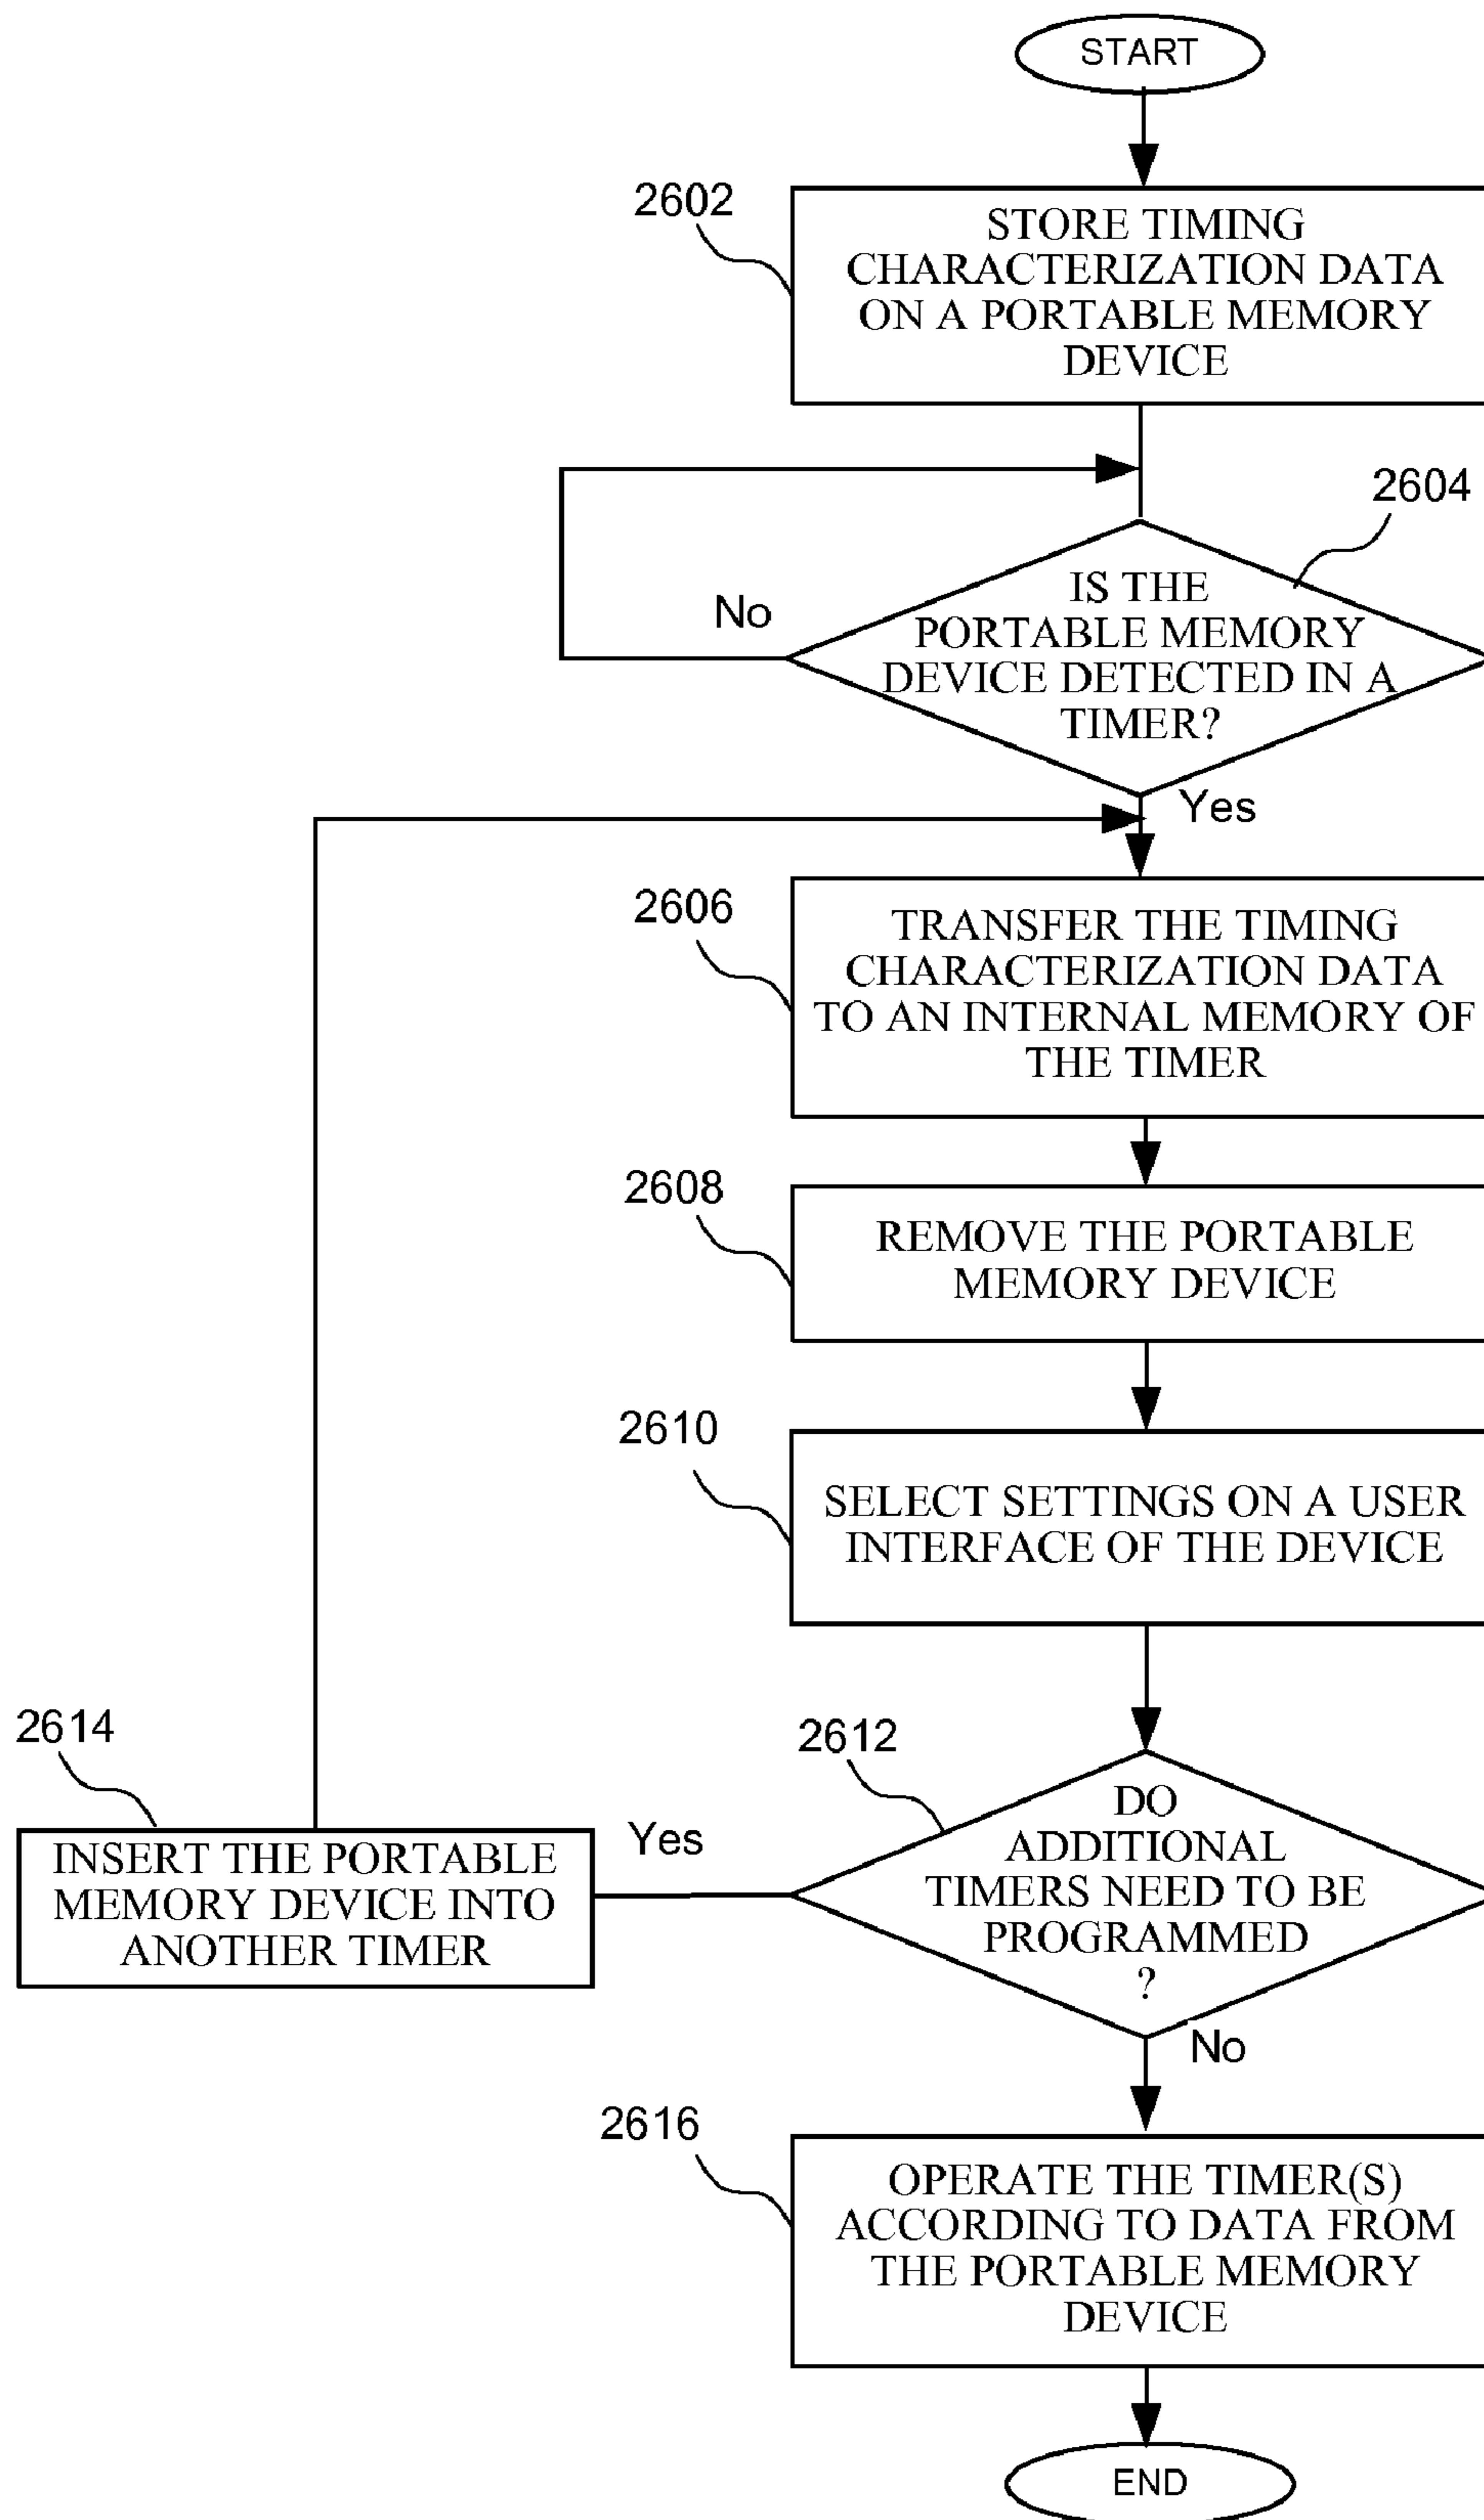 START
2602
STORE TIMING
CHARACTERIZATION DATA
ON A PORTABLE MEMORY
DEVICE
2604
IS THE
PORTABLE MEMORY
DEVICE DETECTED IN A
TIMER?
No
Yes
2606
TRANSFER THE TIMING
CHARACTERIZATION DATA
TO AN INTERNAL MEMORY OF
THE TIMER
2608
REMOVE THE PORTABLE
MEMORY DEVICE
2610
SELECT SETTINGS ON A USER
INTERFACE OF THE DEVICE
2612
DO
ADDITIONAL
TIMERS NEED TO BE
PROGRAMMED
?
Yes
2614
INSERT THE PORTABLE
MEMORY DEVICE INTO
ANOTHER TIMER
No
2616
OPERATE THE TIMER(S)
ACCORDING TO DATA FROM
THE PORTABLE MEMORY
DEVICE
END